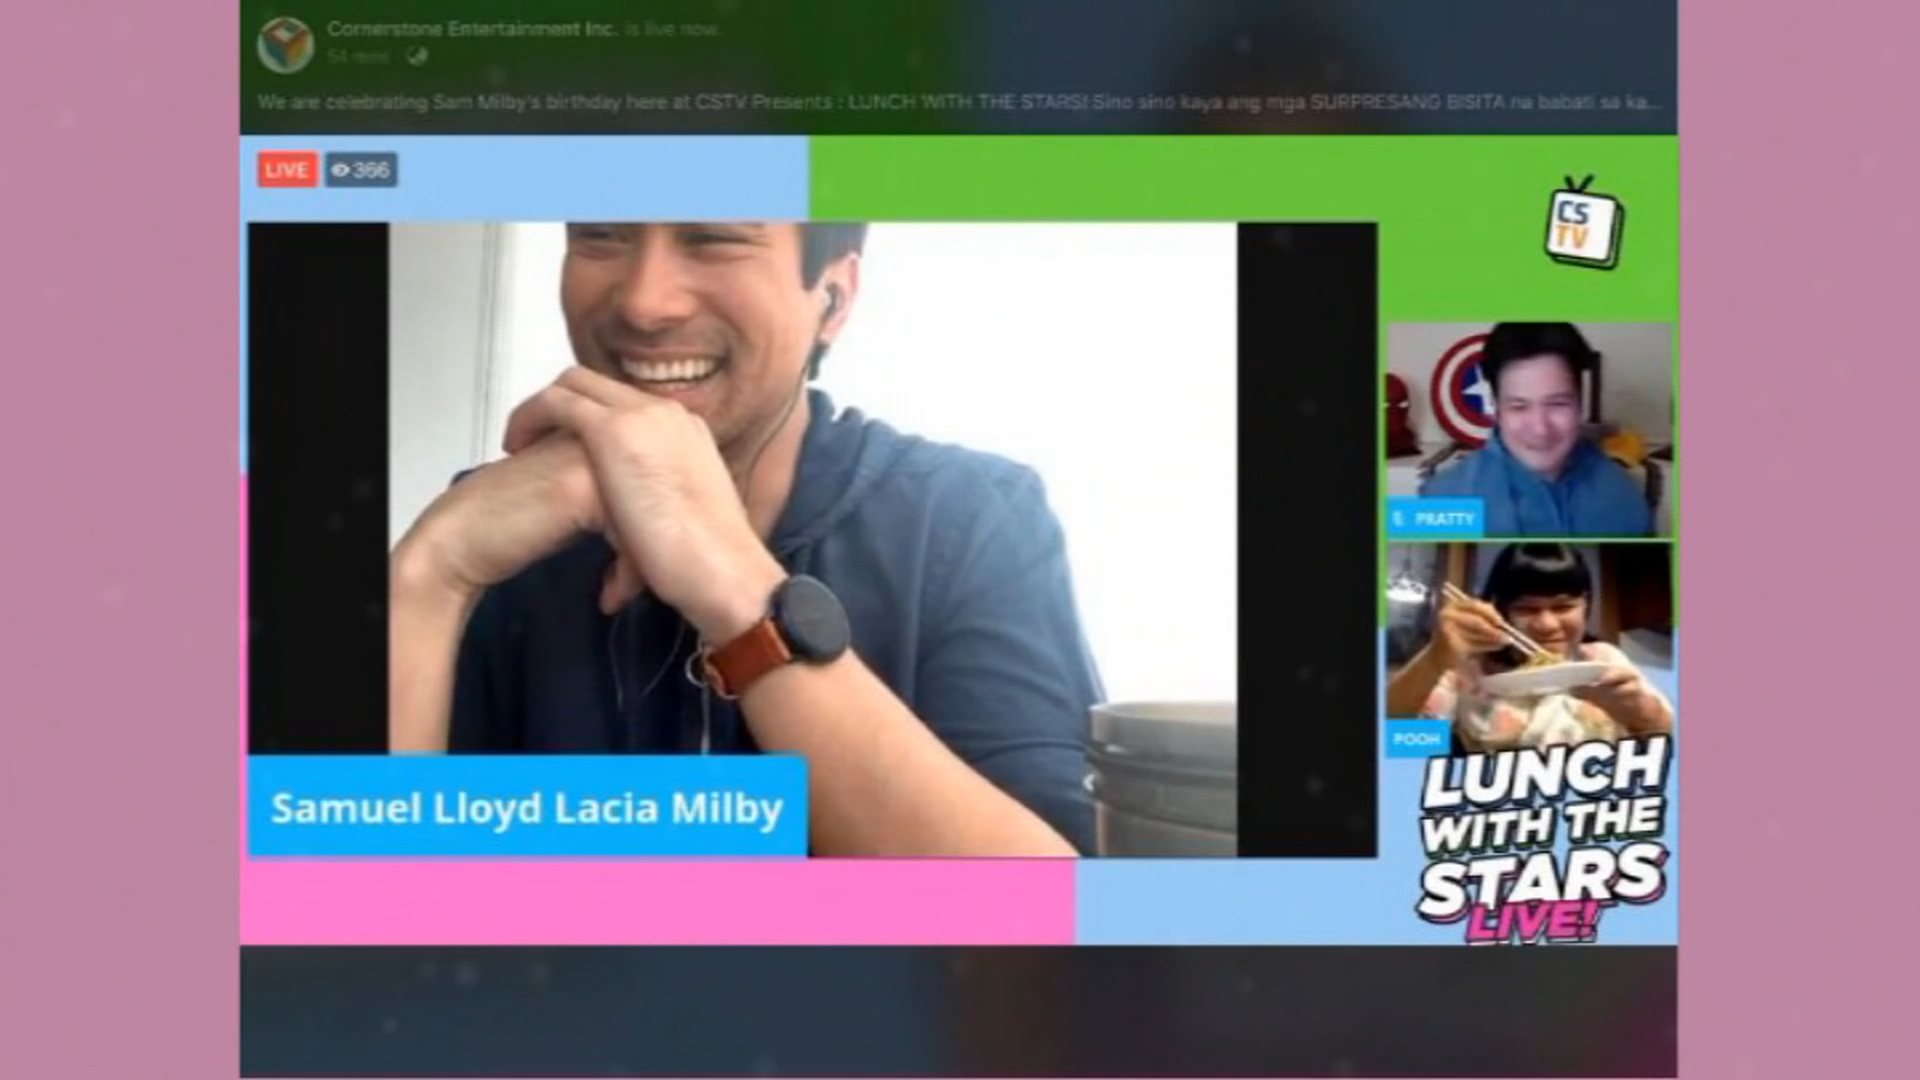 Cornerstone Entertainment Inc. is live now.
54 mins
We are celebrating Sam Milby's birthday here at CSTV Presents : LUNCH WITH THE STARS! Sino sino kaya ang mga SURPRESANG BISITA na babati sa ka...
LIVE 366
CS
TV
PRATTY
POOH
Samuel Lloyd Lacia Milby
LUNCH
WITH THE
STARS
LIVE!